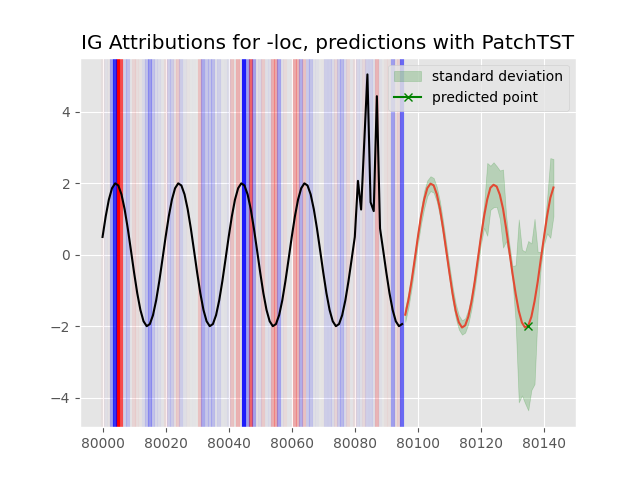 IG Attributions for -loc, predictions with PatchTST
standard deviation
predicted point
4
2
0
−2
−4
80000 80020 80040 80060 80080 80100 80120 80140